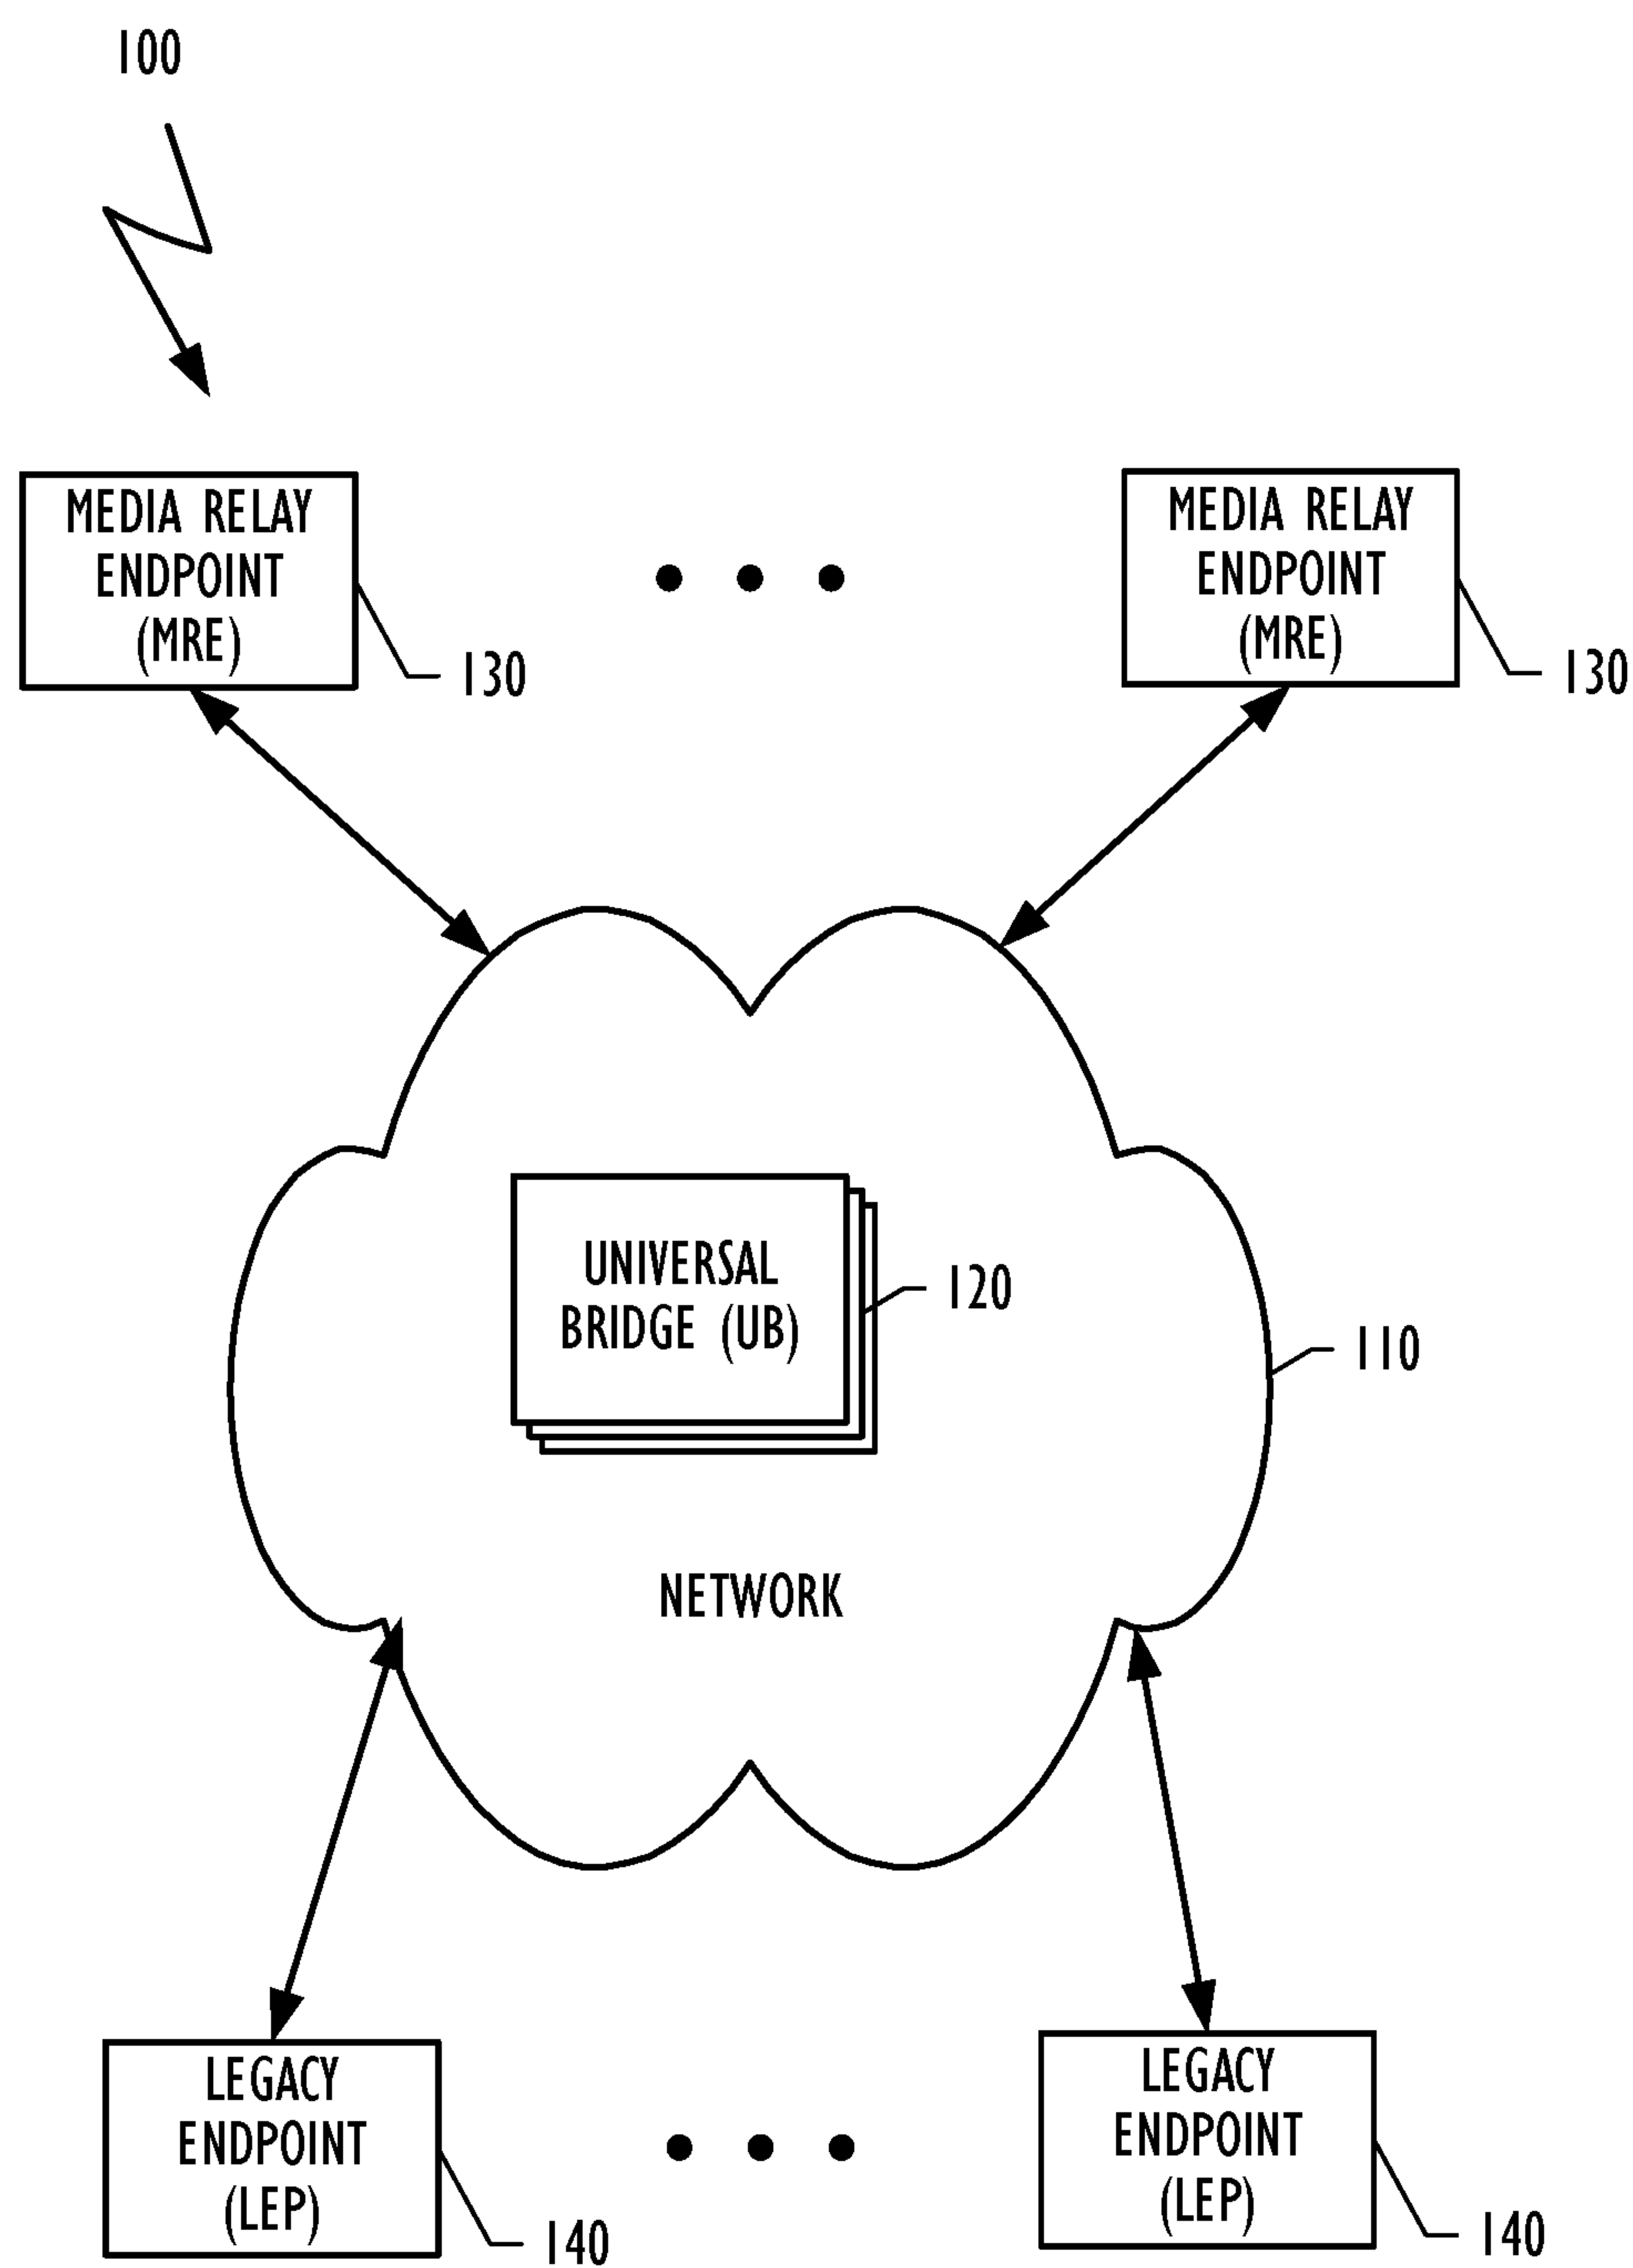 100
MEDIA RELAY
ENDPOINT
(MRE)
130
MEDIA RELAY
ENDPOINT
(MRE)
130
UNIVERSAL
BRIDGE (UB)
120
110
NETWORK
LEGACY
ENDPOINT
(LEP)
140
LEGACY
ENDPOINT
(LEP)
140